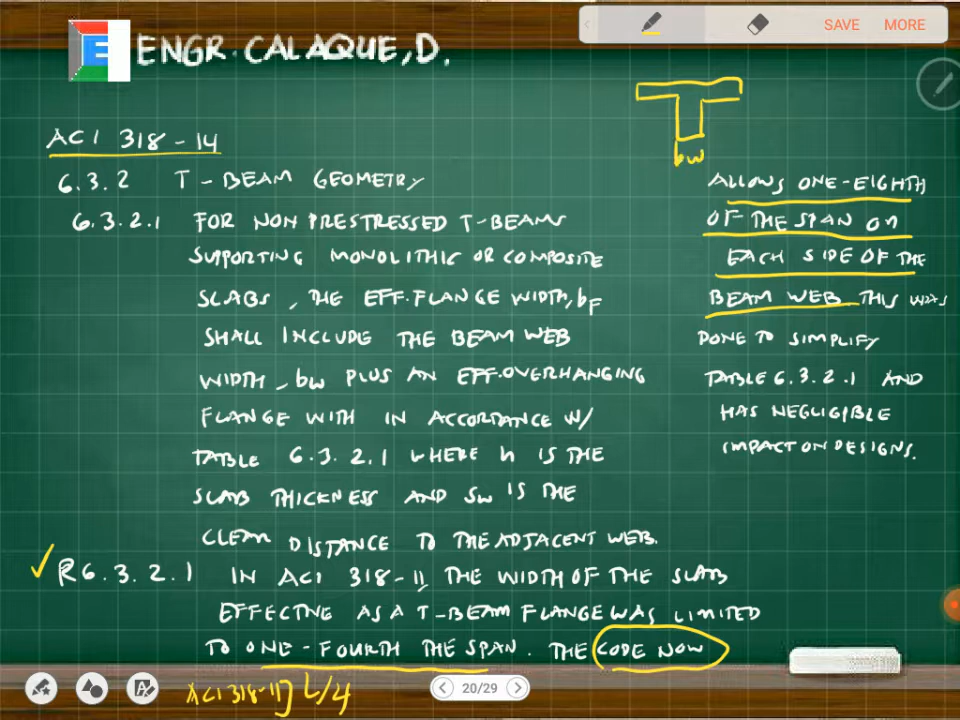 SAVE
MORE
E
ENGR. CALAQUE, D.
bw
ACI 318-14
6.3.2 T-BEAM GEOMETRY
6.3.2.1 FOR NON PRESTRESSED T-BEAMS
SUPPORTING MONOLITHIC OR COMPOSITE
SLABS, THE EFF. FLANGE WIDTH, bF
SHALL INCLUDE THE BEAM WEB
WIDTH, bw PLUS AN EFF. OVERHANGING
FLANGE WITH IN ACCORDANCE W/
TABLE 6.3.2.1 WHERE h IS THE
SLAB THICKNESS AND Sw IS THE
CLEAR DISTANCE TO THE ADJACENT WEB.
R6.3.2.1 IN ACI 318-11, THE WIDTH OF THE SLAB
EFFECTIVE AS A T-BEAM FLANGE WAS LIMITED
TO ONE-FOURTH THE SPAN. THE CODE NOW
ALLOWS ONE-EIGHTH
OF THE SPAN ON
EACH SIDE OF THE
BEAM WEB. THIS WAS
DONE TO SIMPLIFY
TABLE 6.3.2.1 AND
HAS NEGLIGIBLE
IMPACT ON DESIGNS.
ACI 318-11] L/4
20/29